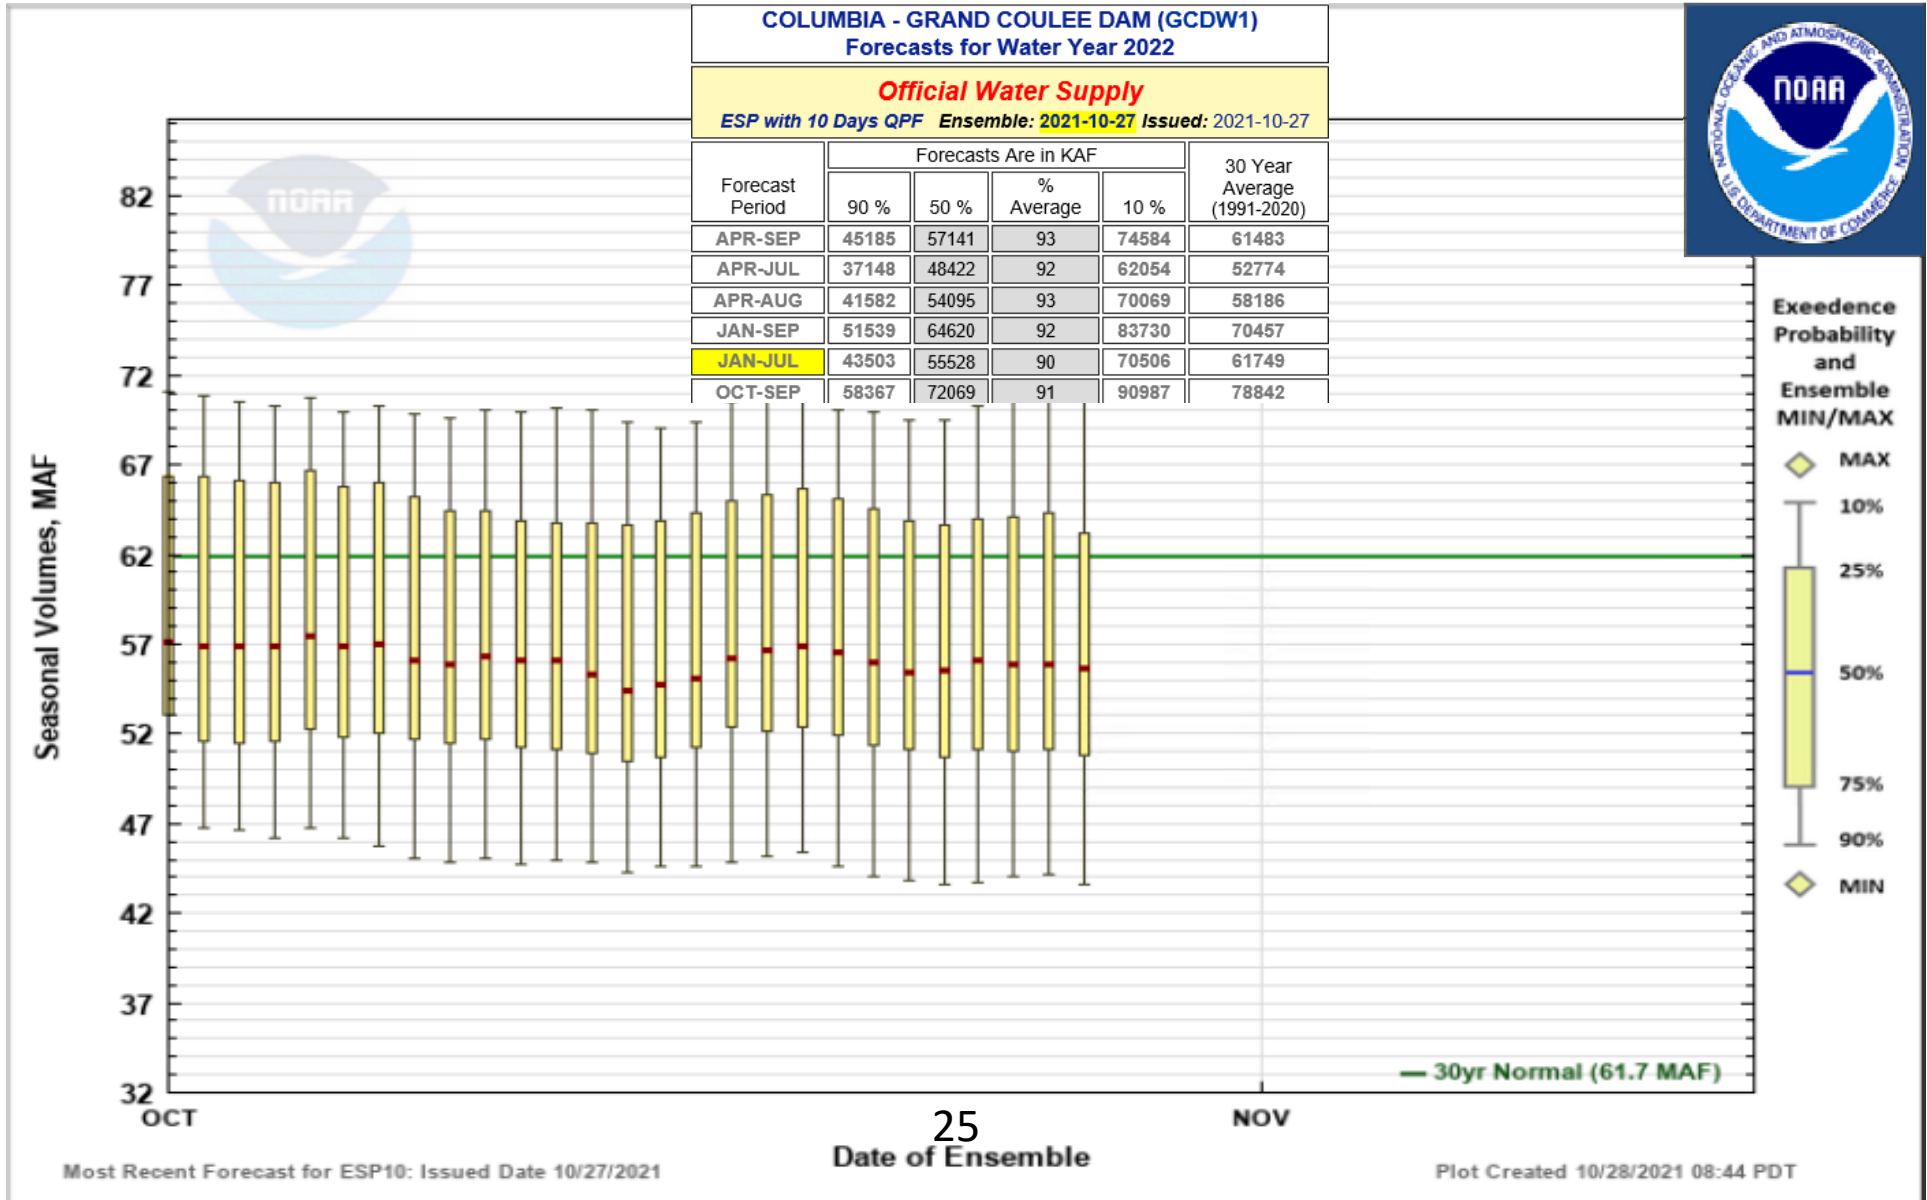 COLUMBIA - GRAND COULEE DAM (GCDW1)
Forecasts for Water Year 2022
Official Water Supply
ESP with 10 Days QPF Ensemble: 2021-10-27 Issued: 2021-10-27
Forecast Period
Forecasts Are in KAF
30 Year Average (1991-2020)
90 % 50 % % Average 10 %
APR-SEP 45185 57141 93 74584 61483
APR-JUL 37148 48422 92 62054 52774
APR-AUG 41582 54095 93 70069 58186
JAN-SEP 51539 64620 92 83730 70457
JAN-JUL 43503 55528 90 70506 61749
OCT-SEP 58367 72069 91 90987 78842
NATIONAL OCEANIC AND ATMOSPHERIC ADMINISTRATION
NOAA
U.S. DEPARTMENT OF COMMERCE
NOAA
Seasonal Volumes, MAF
82
77
72
67
62
57
52
47
42
37
32
Exeedence
Probability
and
Ensemble
MIN/MAX
MAX
10%
25%
50%
75%
90%
MIN
30yr Normal (61.7 MAF)
OCT
NOV
25
Date of Ensemble
Most Recent Forecast for ESP10: Issued Date 10/27/2021
Plot Created 10/28/2021 08:44 PDT